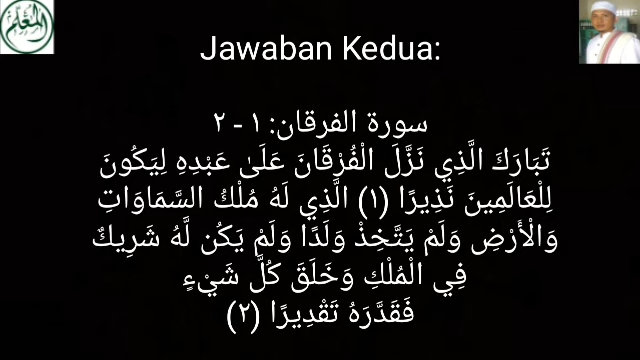 المعلم
Jawaban Kedua:
سورة الفرقان: ١ - ٢
تَبَارَكَ الَّذِي نَزَّلَ الْفُرْقَانَ عَلَىٰ عَبْدِهِ لِيَكُونَ
لِلْعَالَمِينَ نَذِيرًا (١) الَّذِي لَهُ مُلْكُ السَّمَاوَاتِ
وَالْأَرْضِ وَلَمْ يَتَّخِذْ وَلَدًا وَلَمْ يَكُن لَّهُ شَرِيكٌ
فِي الْمُلْكِ وَخَلَقَ كُلَّ شَيْءٍ
فَقَدَّرَهُ تَقْدِيرًا (٢)